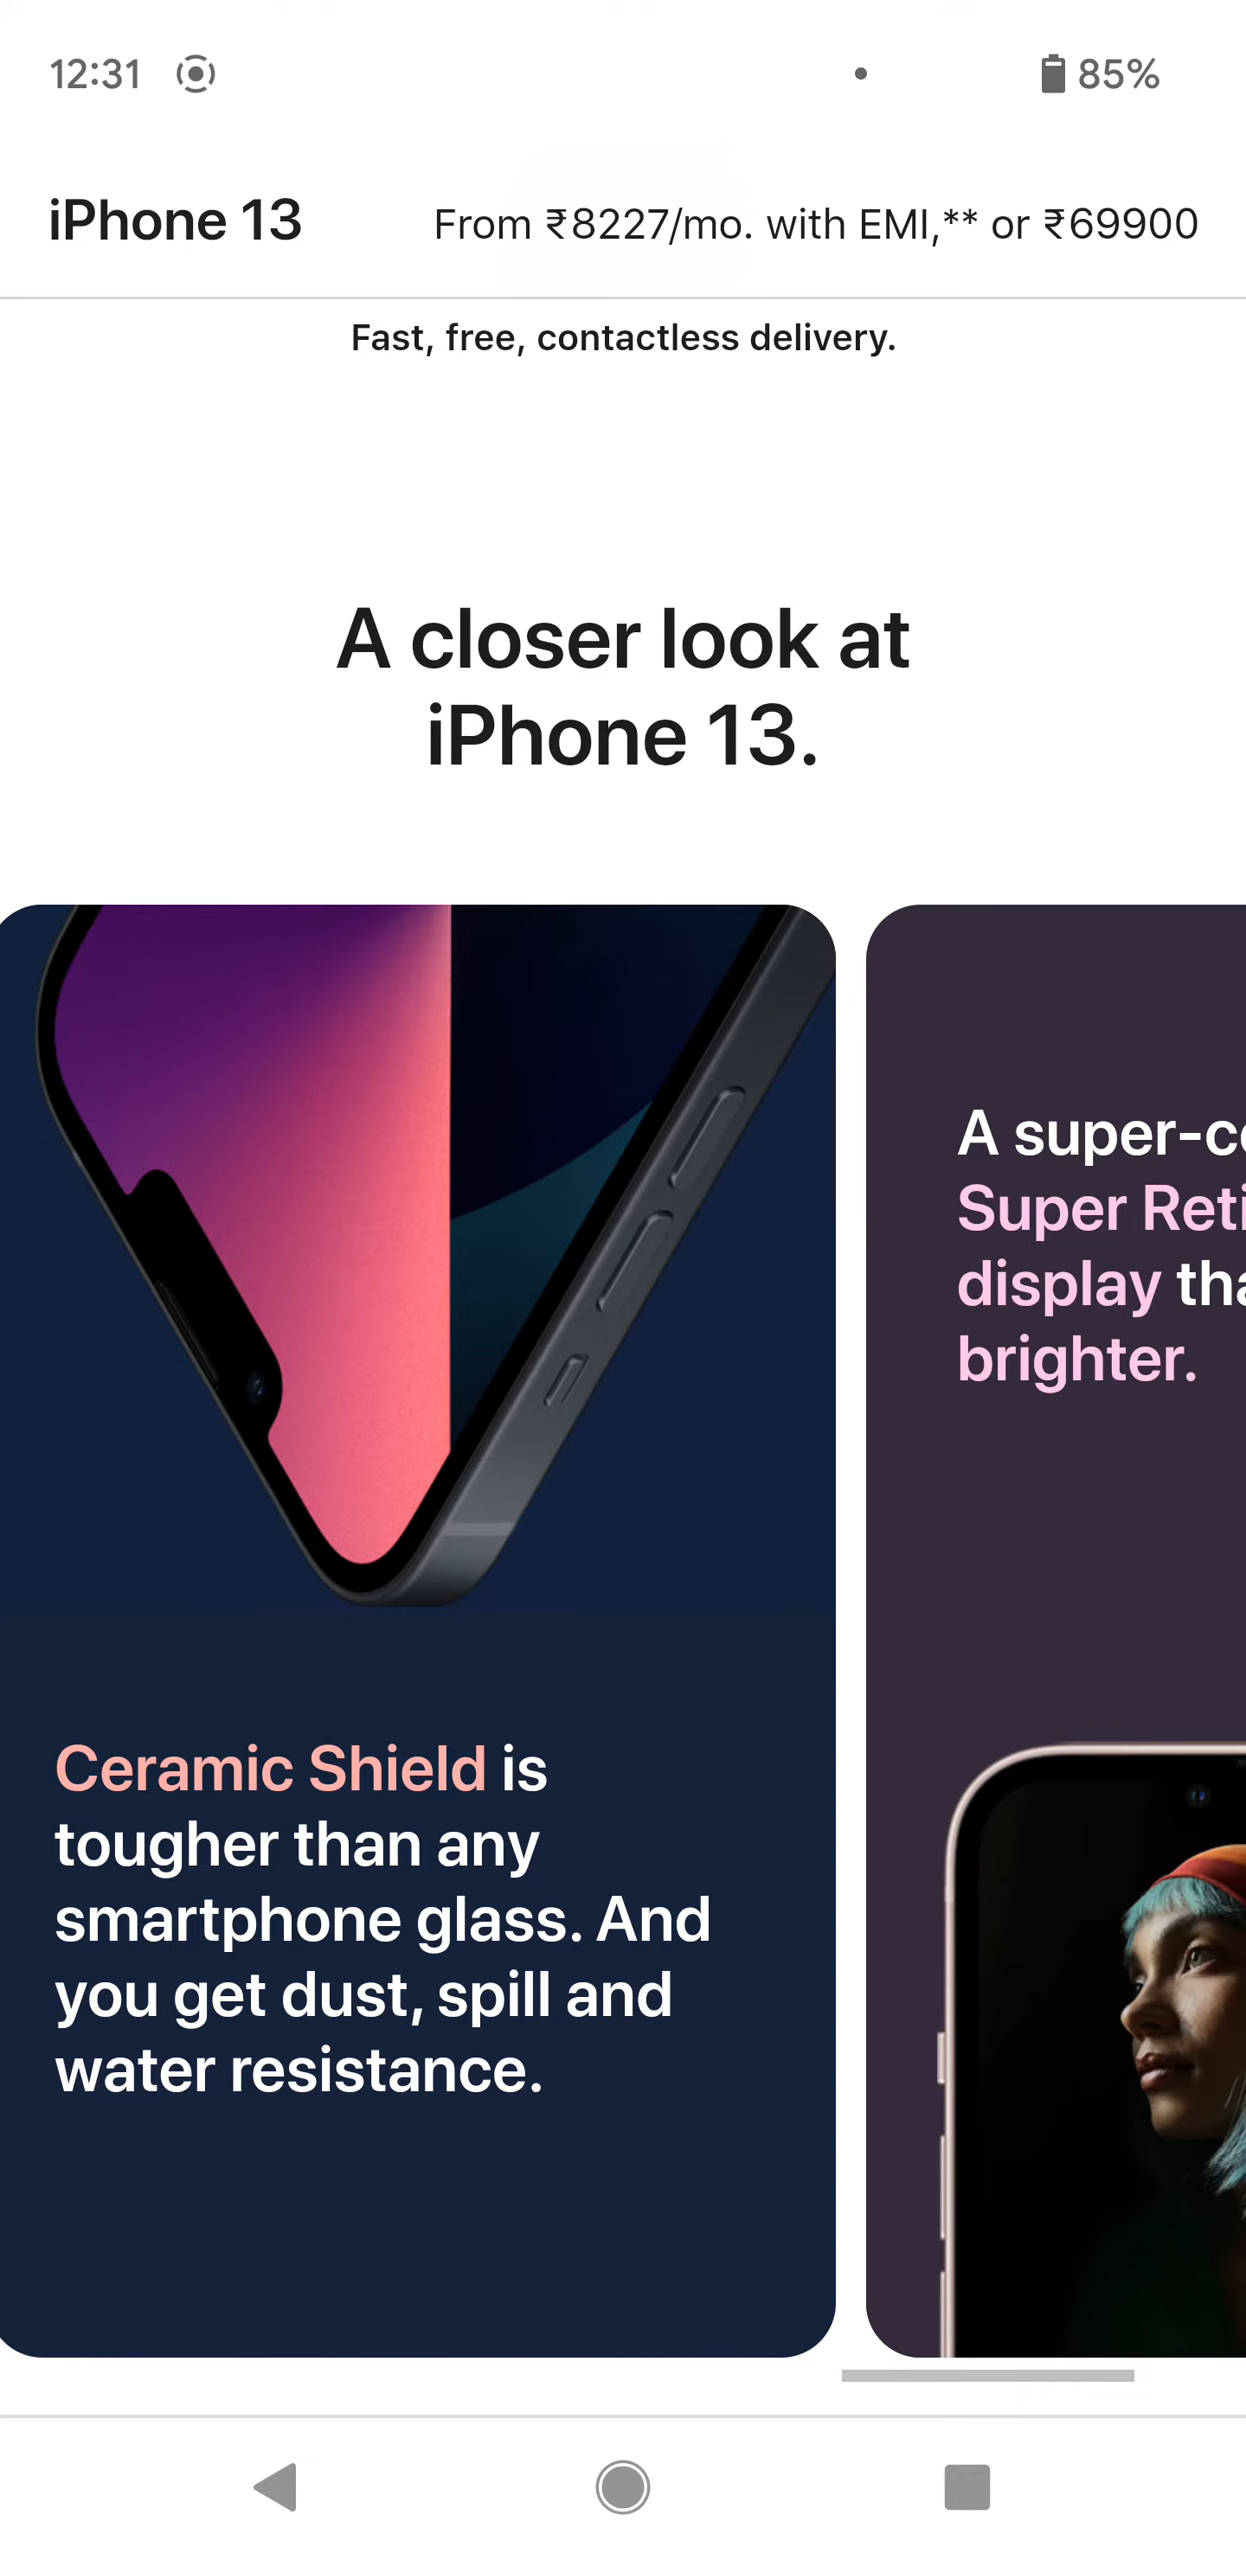 12:31
85%
iPhone 13
From ₹8227/mo. with EMI,** or ₹69900
Fast, free, contactless delivery.
A closer look at
iPhone 13.
Ceramic Shield is
tougher than any
smartphone glass. And
you get dust, spill and
water resistance.
A super-c
Super Reti
display tha
brighter.